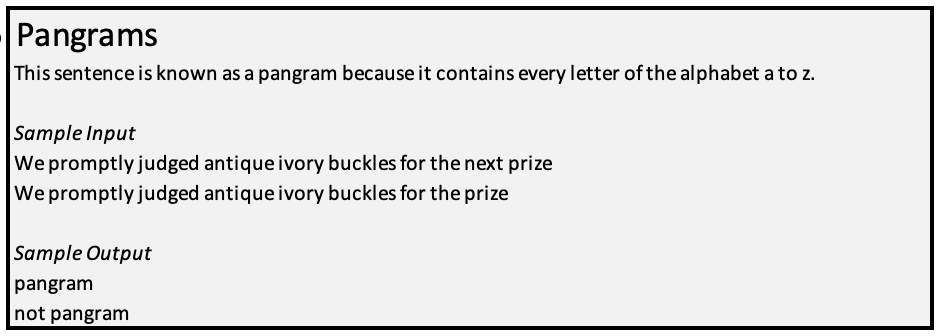 Pangrams
This sentence is known as a pangram because it contains every letter of the alphabet a to z.
Sample Input
We promptly judged antique ivory buckles for the next prize
We promptly judged antique ivory buckles for the prize
Sample Output
pangram
not pangram